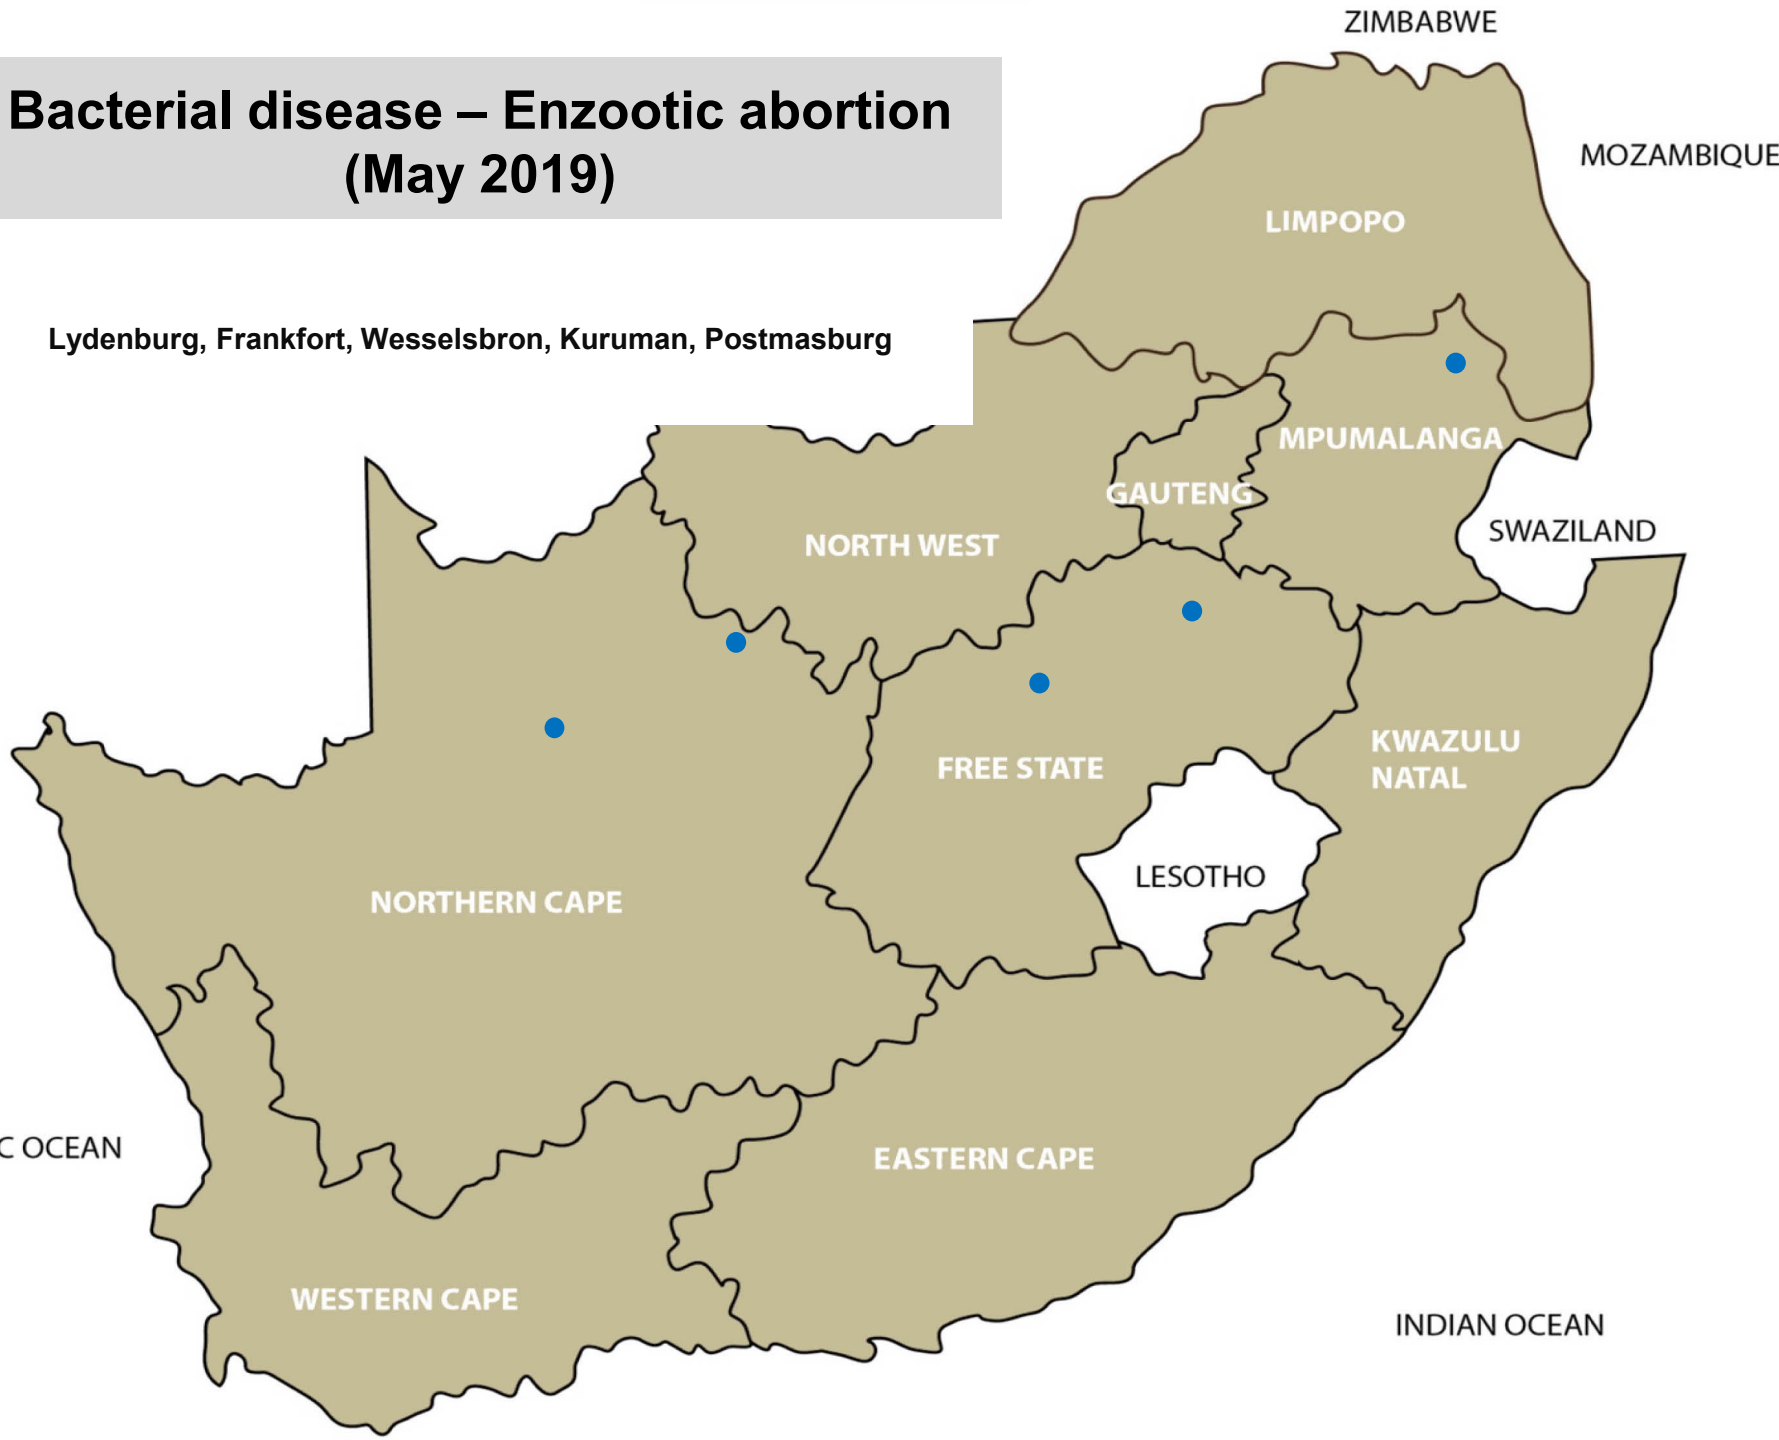 ZIMBABWE
Bacterial disease – Enzootic abortion
(May 2019)
MOZAMBIQUE
LIMPOPO
Lydenburg, Frankfort, Wesselsbron, Kuruman, Postmasburg
MPUMALANGA
GAUTENG
SWAZILAND
NORTH WEST
KWAZULU
NATAL
FREE STATE
LESOTHO
NORTHERN CAPE
C OCEAN
EASTERN CAPE
WESTERN CAPE
INDIAN OCEAN